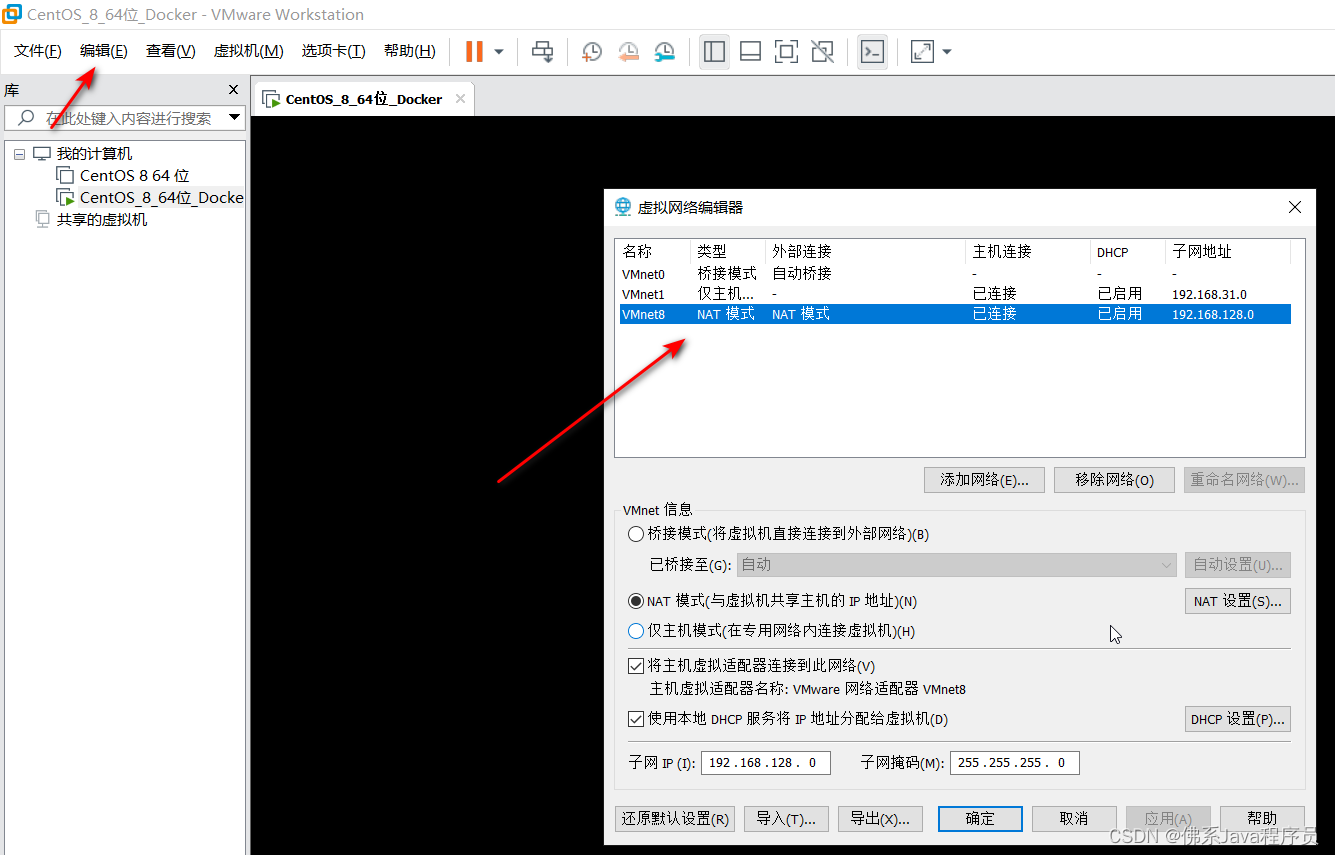 CentOS_8_64位_Docker - VMware Workstation
文件(F) 编辑(E) 查看(V) 虚拟机(M) 选项卡(T) 帮助(H)
库
在此处键入内容进行搜索
我的计算机
CentOS 8 64 位
CentOS_8_64位_Docke
共享的虚拟机
CentOS_8_64位_Docker
虚拟网络编辑器
名称 类型 外部连接 主机连接 DHCP 子网地址
VMnet0 桥接模式 自动桥接 - - -
VMnet1 仅主机... - 已连接 已启用 192.168.31.0
VMnet8 NAT 模式 NAT 模式 已连接 已启用 192.168.128.0
添加网络(E)... 移除网络(O) 重命名网络(W)...
VMnet 信息
桥接模式(将虚拟机直接连接到外部网络)(B)
已桥接至(G): 自动 自动设置(U)...
NAT 模式(与虚拟机共享主机的 IP 地址)(N) NAT 设置(S)...
仅主机模式(在专用网络内连接虚拟机)(H)
将主机虚拟适配器连接到此网络(V)
主机虚拟适配器名称: VMware 网络适配器 VMnet8
使用本地 DHCP 服务将 IP 地址分配给虚拟机(D) DHCP 设置(P)...
子网 IP (I): 192.168.128. 0 子网掩码(M): 255.255.255. 0
还原默认设置(R) 导入(T)... 导出(X)... 确定 取消 应用(A) 帮助
CSDN @佛系Java程序员